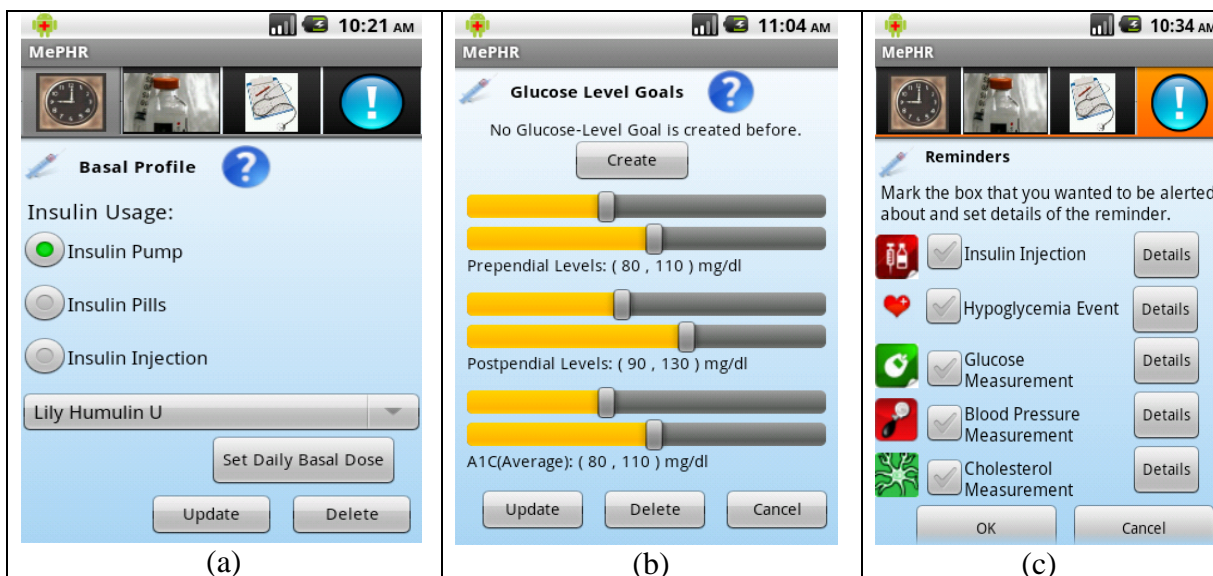 10:21 AM
MePHR
Basal Profile ?
Insulin Usage:
Insulin Pump
Insulin Pills
Insulin Injection
Lily Humulin U
Set Daily Basal Dose
Update Delete
(a)
11:04 AM
MePHR
Glucose Level Goals ?
No Glucose-Level Goal is created before.
Create
Prependial Levels: ( 80 , 110 ) mg/dl
Postpendial Levels: ( 90 , 130 ) mg/dl
A1C(Average): ( 80 , 110 ) mg/dl
Update Delete Cancel
(b)
10:34 AM
MePHR
Reminders
Mark the box that you wanted to be alerted
about and set details of the reminder.
Insulin Injection Details
Hypoglycemia Event Details
Glucose
Measurement Details
Blood Pressure
Measurement Details
Cholesterol
Measurement Details
OK Cancel
(c)